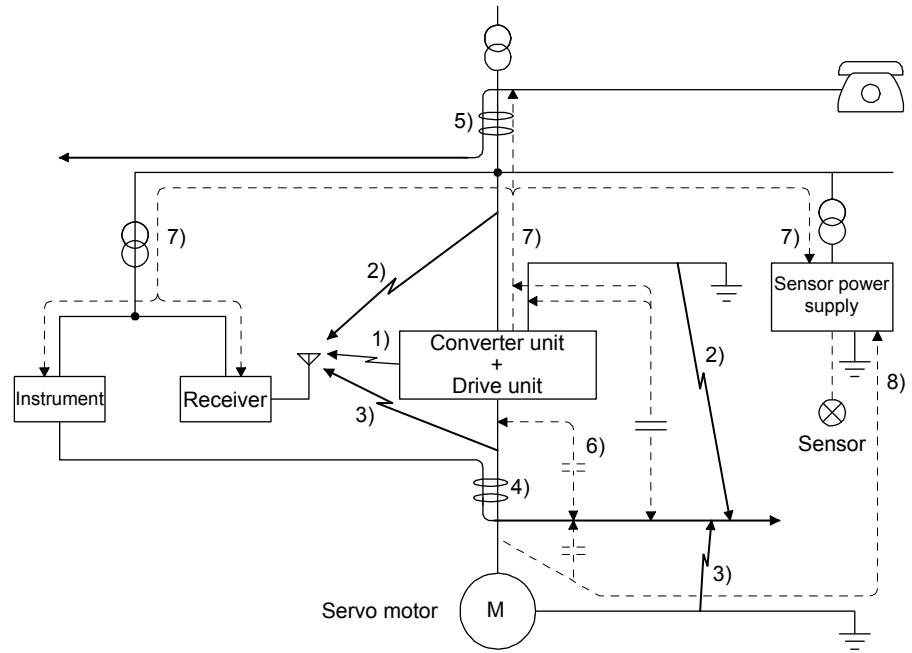 5)
7)
7)
7)
2)
Sensor power
supply
1)
Converter unit
+
Drive unit
2)
8)
Instrument
Receiver
3)
6)
Sensor
4)
3)
Servo motor
M